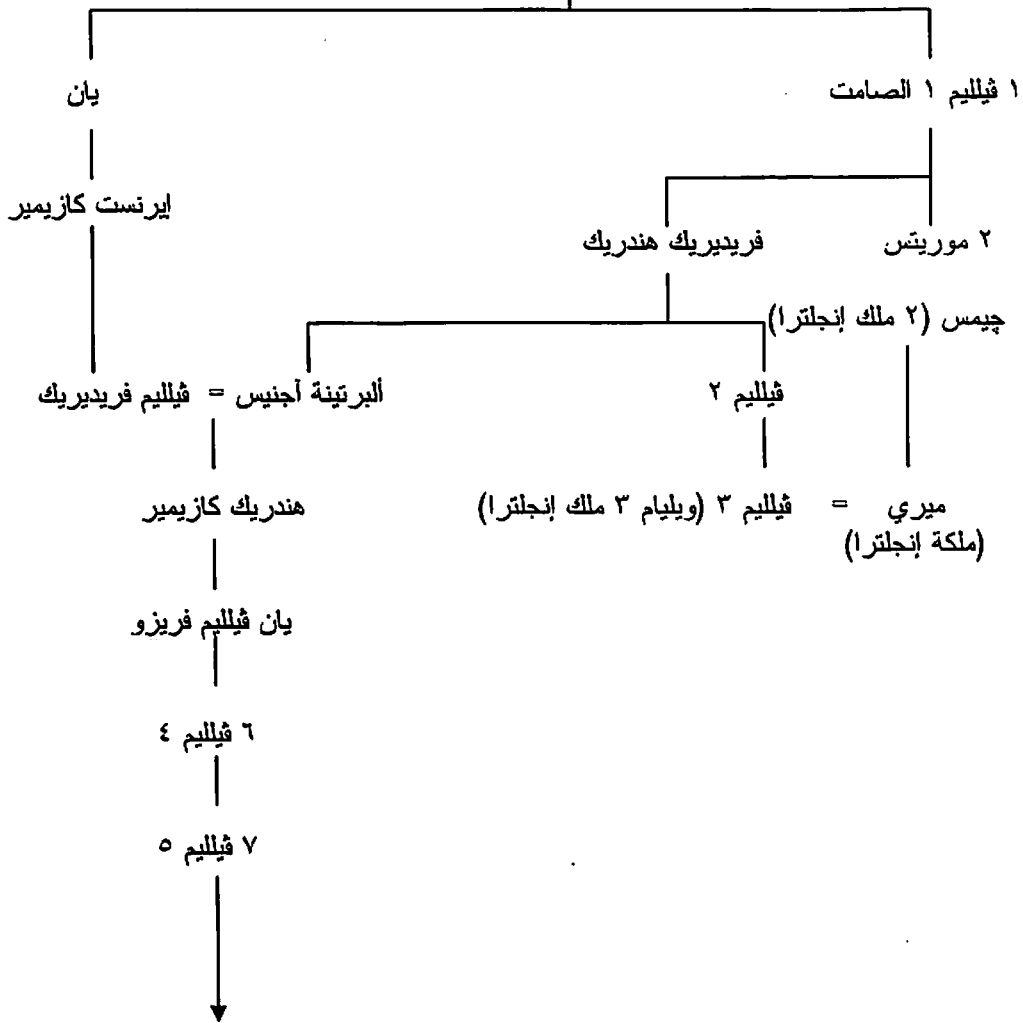 ١ ڤيلليم ١ الصامت
يان
إيرنست كازيمير
٢ موريتس
فريديريك هندريك
چيمس (٢ ملك إنجلترا)
ڤيلليم ٢
ألبرتينة آجنيس = ڤيلليم فريديريك
ميري = ڤيلليم ٣ (ويليام ٣ ملك إنجلترا)
(ملكة إنجلترا)
هندريك كازيمير
يان ڤيلليم فريزو
٦ ڤيلليم ٤
٧ ڤيلليم ٥